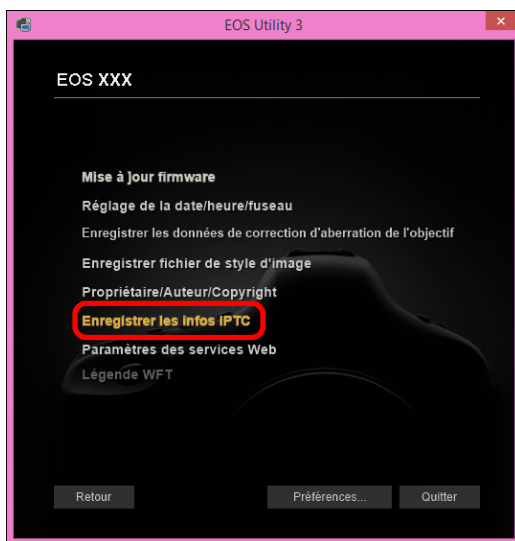 EOS Utility 3
EOS XXX
Mise à jour firmware
Réglage de la date/heure/fuseau
Enregistrer les données de correction d'aberration de l'objectif
Enregistrer fichier de style d'image
Propriétaire/Auteur/Copyright
Enregistrer les infos iPTC
Paramètres des services Web
Légende WFT
Retour
Préférences...
Quitter